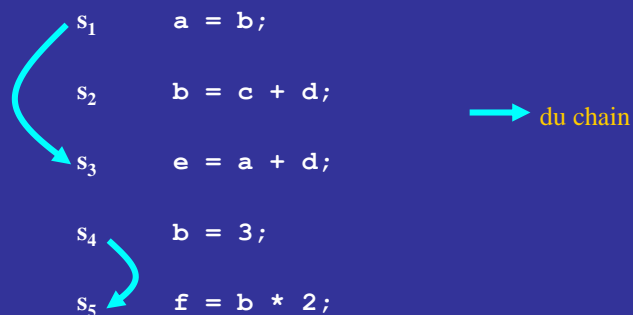 s₁ a = b;
s₂ b = c + d;
du chain
s₃ e = a + d;
s₄ b = 3;
s₅ f = b * 2;